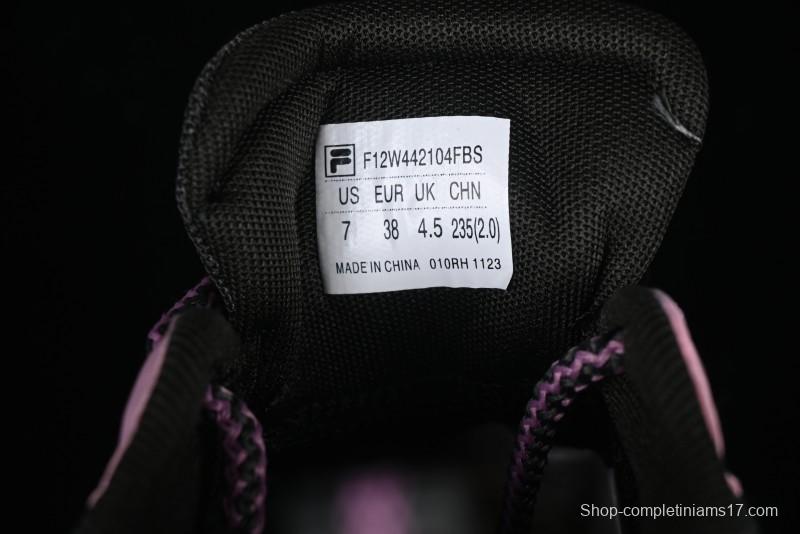 F12W442104FBS
US EUR UK CHN
7 38 4.5 235(2.0)
MADE IN CHINA 010RH 1123
Shop-completiniams17.com